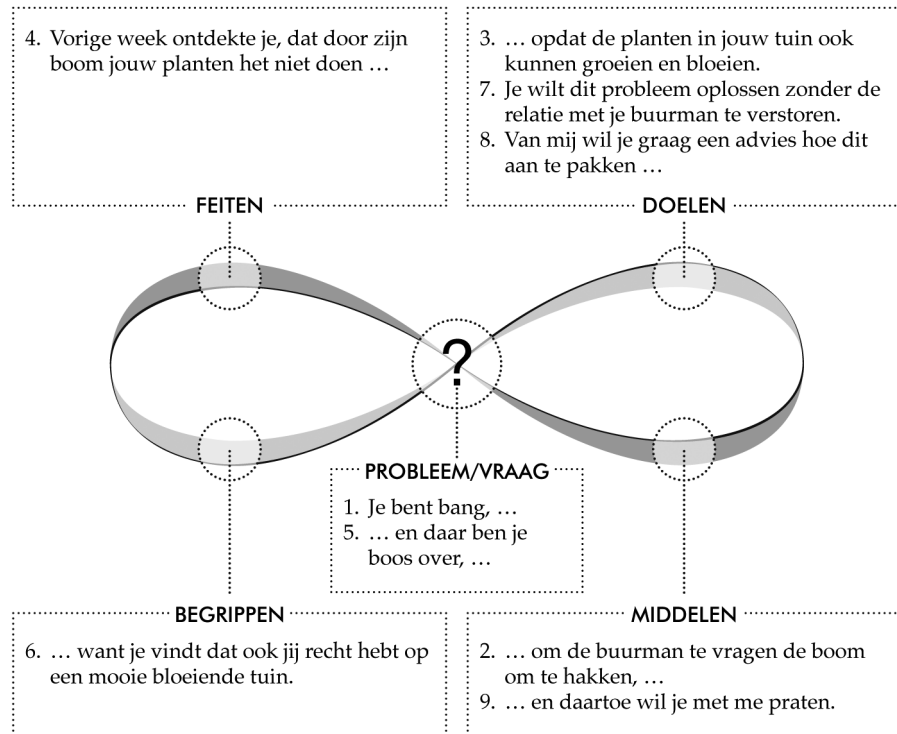 4. Vorige week ontdekte je, dat door zijn
boom jouw planten het niet doen …
FEITEN
3. … opdat de planten in jouw tuin ook
kunnen groeien en bloeien.
7. Je wilt dit probleem oplossen zonder de
relatie met je buurman te verstoren.
8. Van mij wil je graag een advies hoe dit
aan te pakken …
DOELEN
?
PROBLEEM/VRAAG
1. Je bent bang, …
5. … en daar ben je
boos over, …
BEGRIPPEN
6. … want je vindt dat ook jij recht hebt op
een mooie bloeiende tuin.
MIDDELEN
2. … om de buurman te vragen de boom
om te hakken, …
9. … en daartoe wil je met me praten.